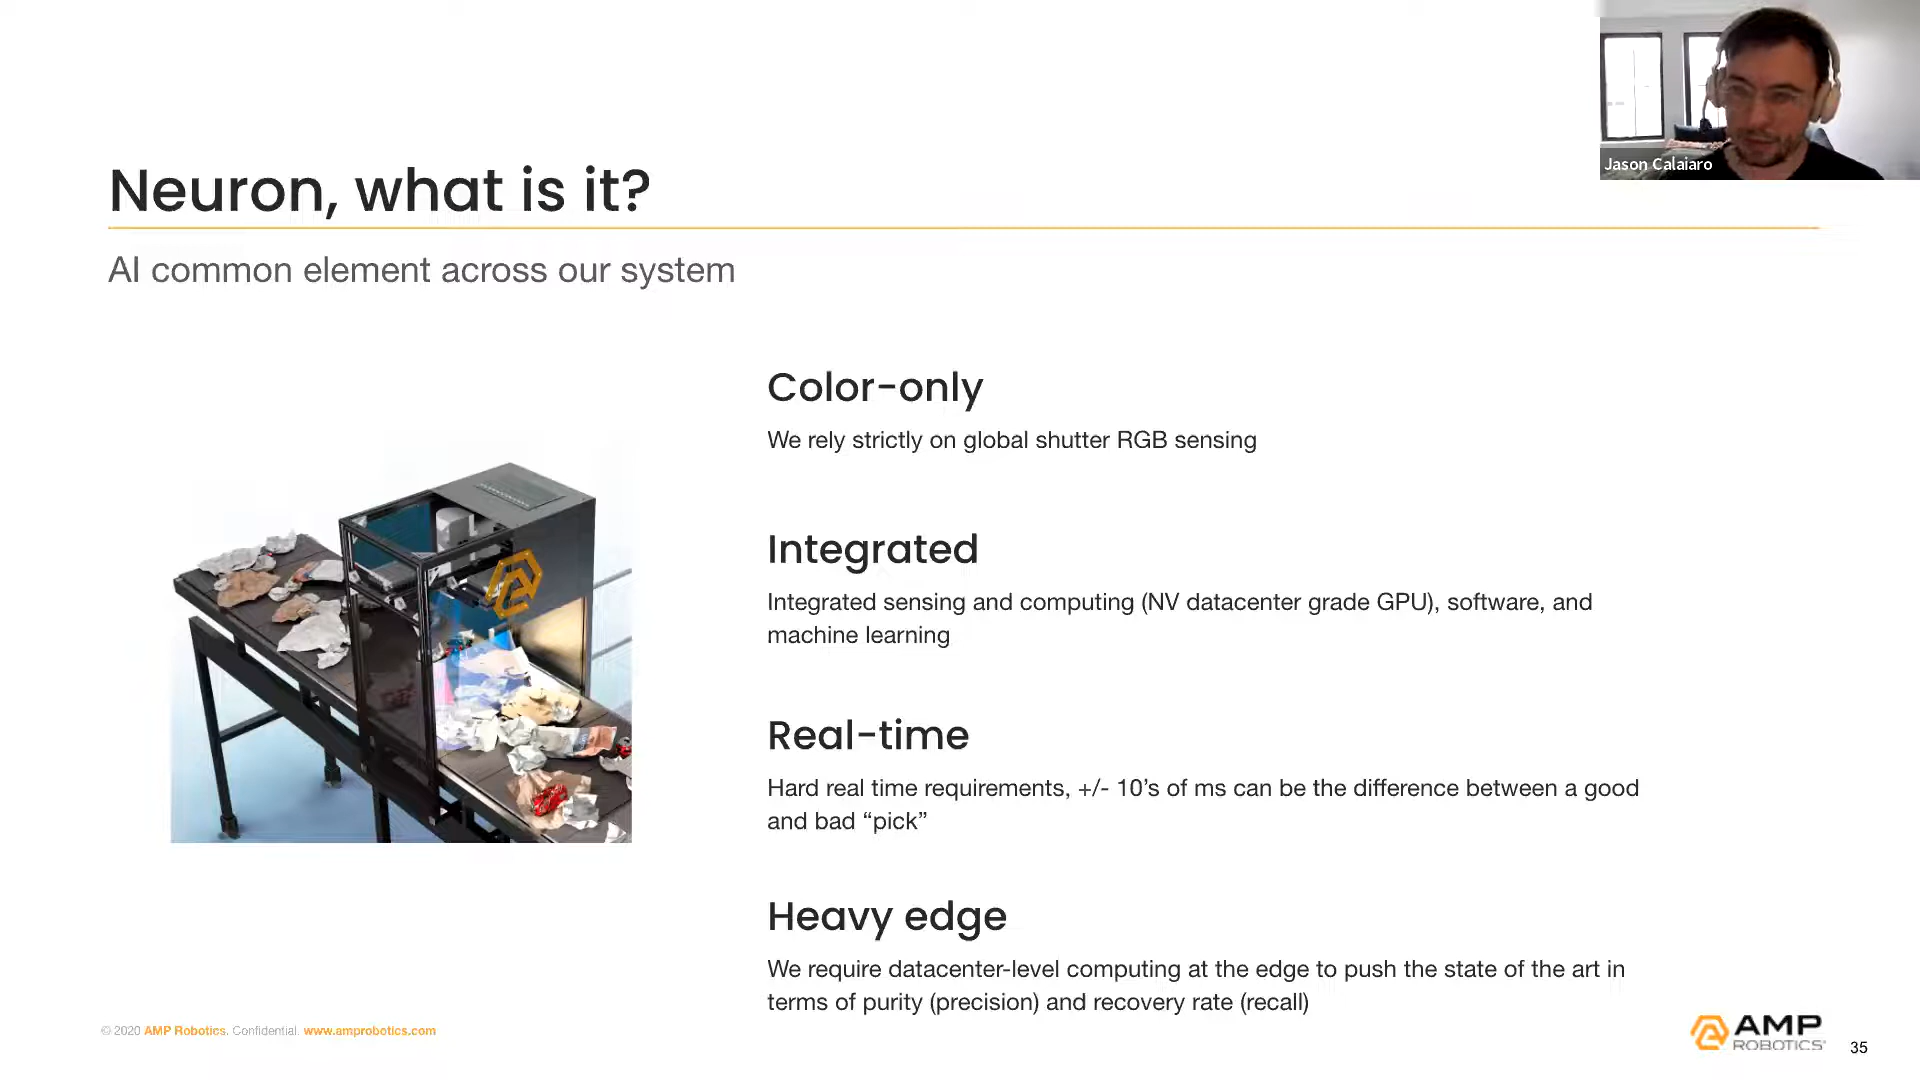 Jason Calaiaro
Neuron, what is it?
AI common element across our system
Color-only
We rely strictly on global shutter RGB sensing
Integrated
Integrated sensing and computing (NV datacenter grade GPU), software, and
machine learning
Real-time
Hard real time requirements, +/- 10’s of ms can be the difference between a good
and bad “pick”
Heavy edge
We require datacenter-level computing at the edge to push the state of the art in
terms of purity (precision) and recovery rate (recall)
© 2020 AMP Robotics. Confidential. www.amprobotics.com
AMP
ROBOTICS
35